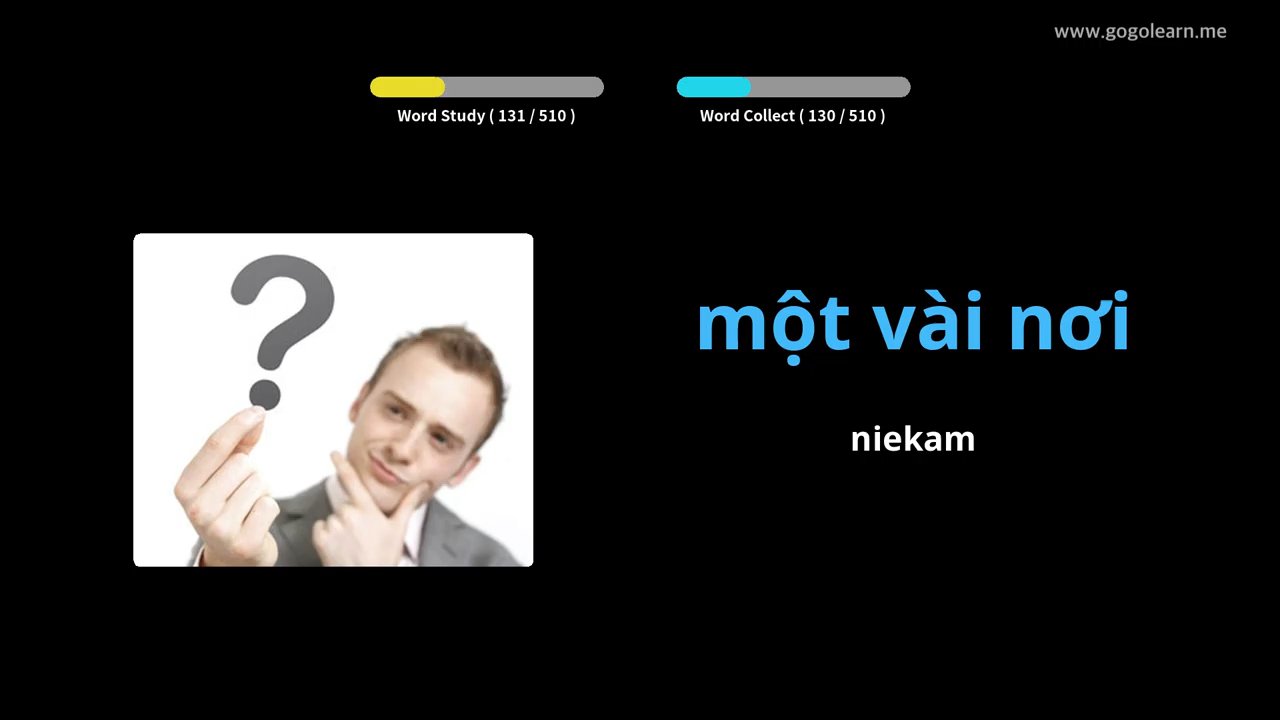 www.gogolearn.me
Word Study ( 131 / 510 )
Word Collect ( 130 / 510 )
một vài nơi
niekam